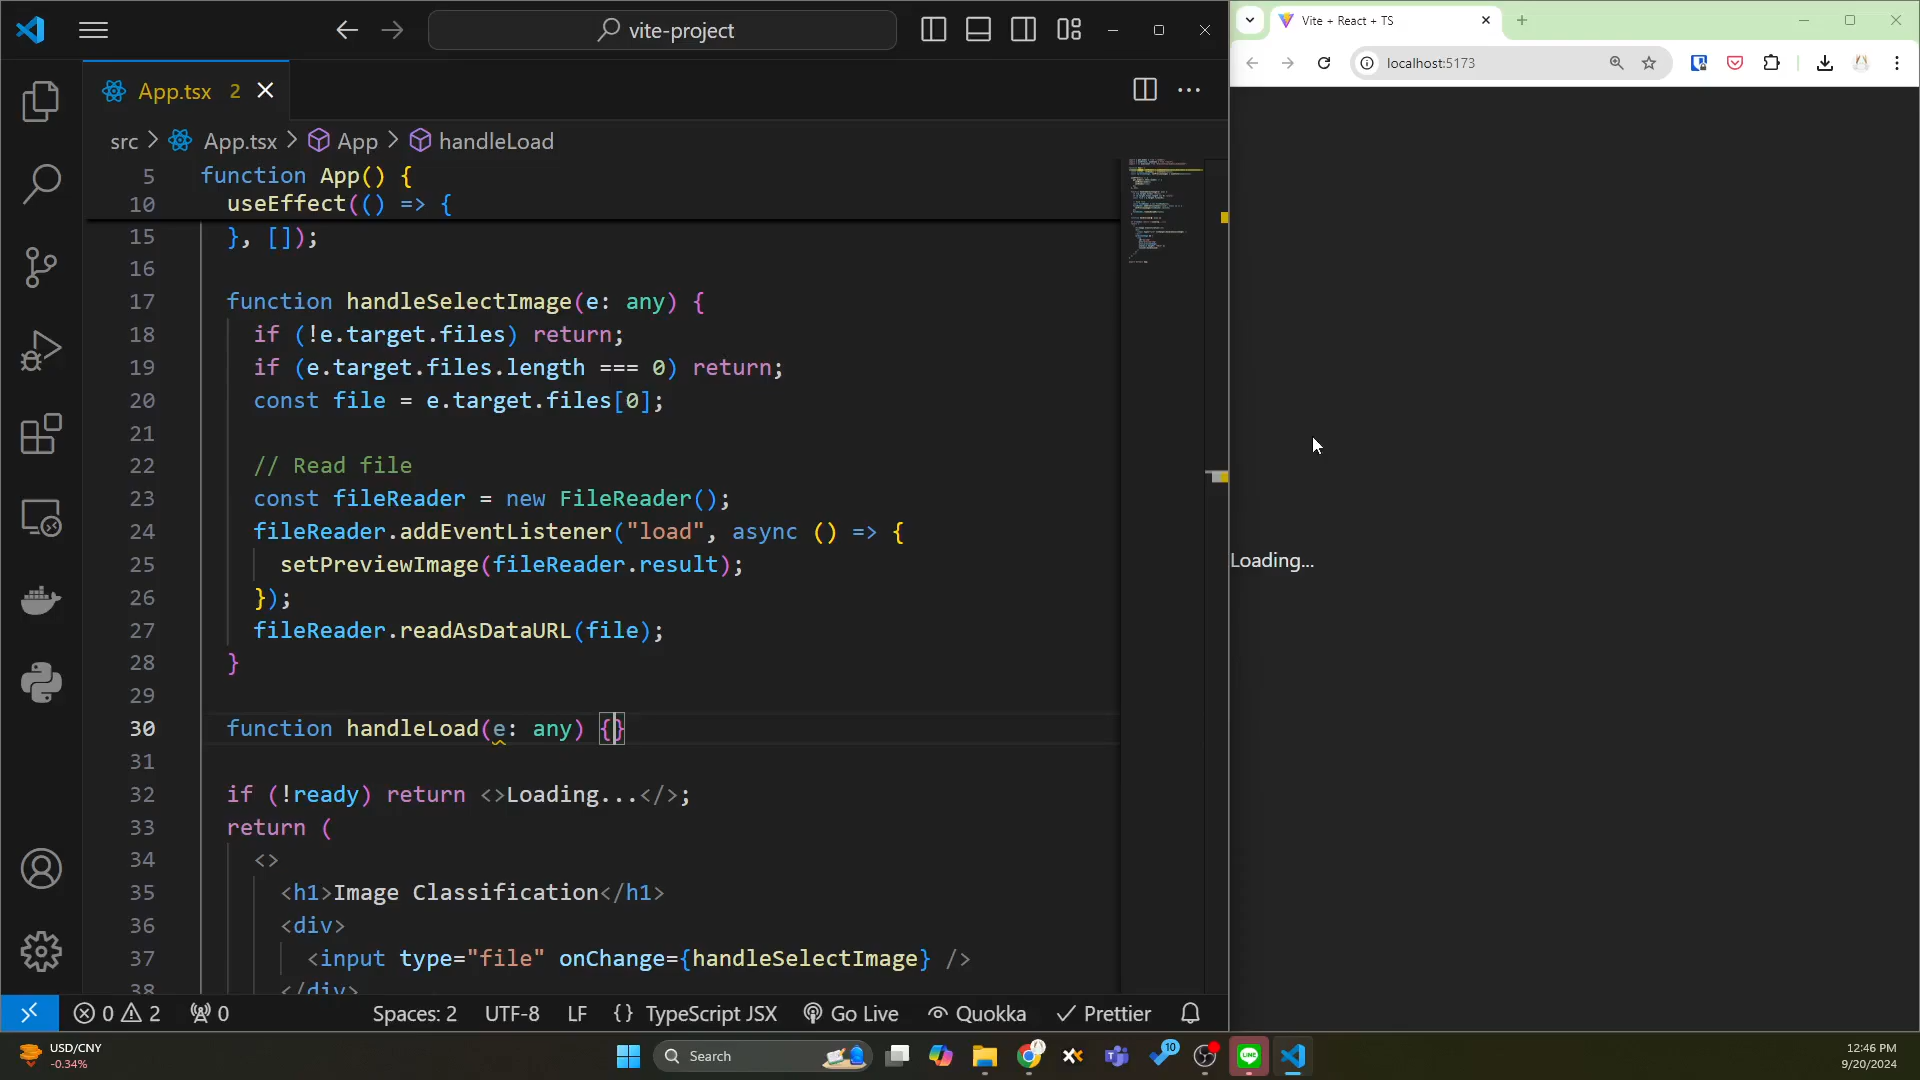 vite-project
App.tsx 2
src > App.tsx > App > handleLoad
5 function App() {
10 useEffect(() => {
15 }, []);
16
17 function handleSelectImage(e: any) {
18 if (!e.target.files) return;
19 if (e.target.files.length === 0) return;
20 const file = e.target.files[0];
21
22 // Read file
23 const fileReader = new FileReader();
24 fileReader.addEventListener("load", async () => {
25 setPreviewImage(fileReader.result);
26 });
27 fileReader.readAsDataURL(file);
28 }
29
30 function handleLoad(e: any) {}
31
32 if (!ready) return <>Loading...</>;
33 return (
34 <>
35 <h1>Image Classification</h1>
36 <div>
37 <input type="file" onChange={handleSelectImage} />
38 </div>
0 2 0 Spaces: 2 UTF-8 LF {} TypeScript JSX Go Live Quokka Prettier
Vite + React + TS
localhost:5173
Loading...
USD/CNY
-0.34%
Search
10
12:46 PM
9/20/2024